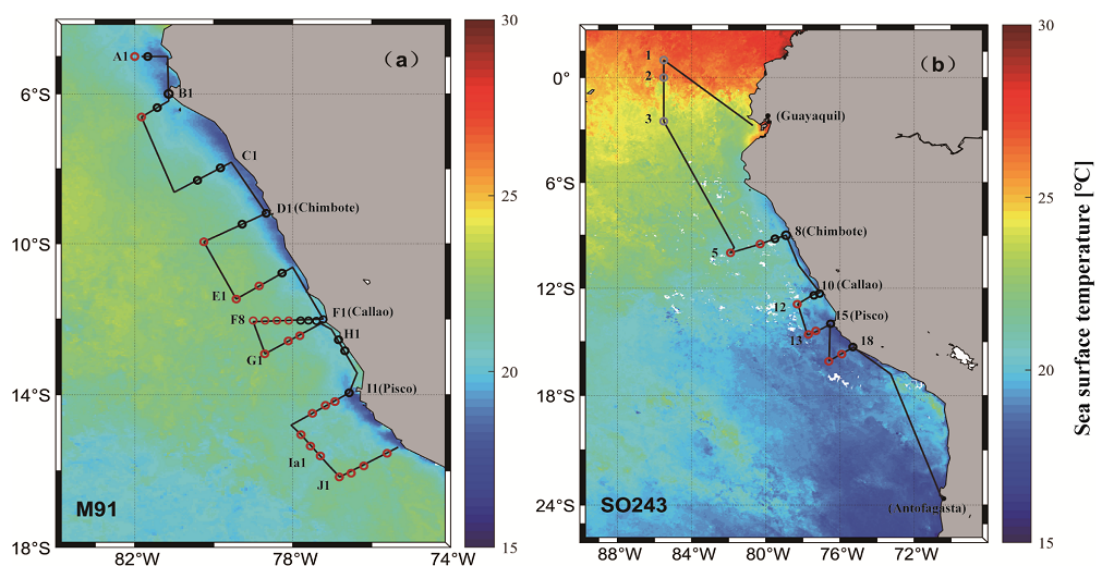 (a)
A1
B1
C1
D1(Chimbote)
E1
F8
F1(Callao)
G1
H1
I1(Pisco)
Ia1
J1
M91
6°S
10°S
14°S
18°S
82°W
78°W
74°W
30
25
20
15
(b)
1
2
3
(Guayaquil)
5
8(Chimbote)
10(Callao)
12
15(Pisco)
13
18
(Antofagasta)
SO243
0°
6°S
12°S
18°S
24°S
88°W
84°W
80°W
76°W
72°W
30
25
20
15
Sea surface temperature [°C]